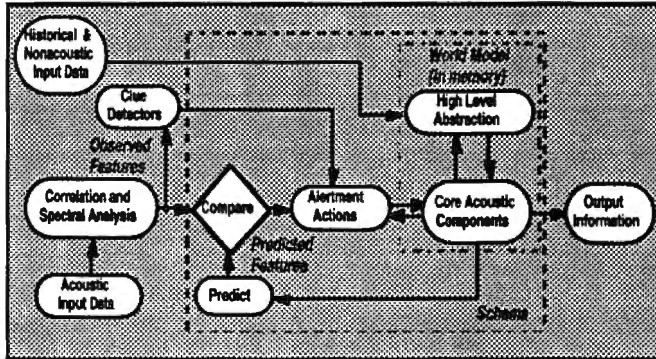 Historical &
Nonacoustic
Input Data
World Model
(in memory)
High Level
Abstraction
Clue
Detectors
Observed
Features
Correlation and
Spectral Analysis
Compare
Alertment
Actions
Core Acoustic
Components
Output
Information
Predicted
Features
Acoustic
Input Data
Predict
Schema